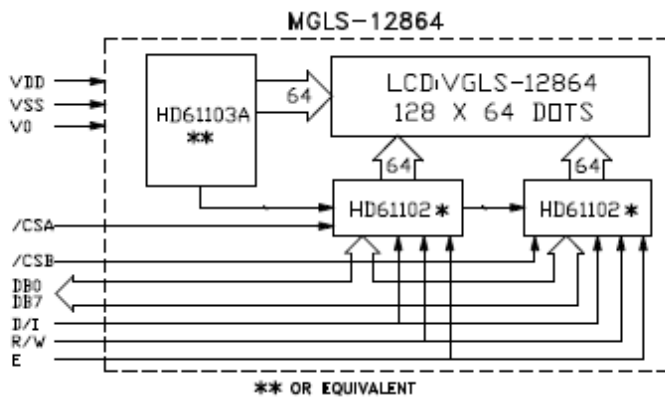 MGLS-12864
VDD
VSS
V0
HD61103A
**
64
LCD:VGLS-12864
128 X 64 DOTS
64
64
HD61102*
HD61102*
/CSA
/CSB
DB0
DB7
D/I
R/W
E
** OR EQUIVALENT